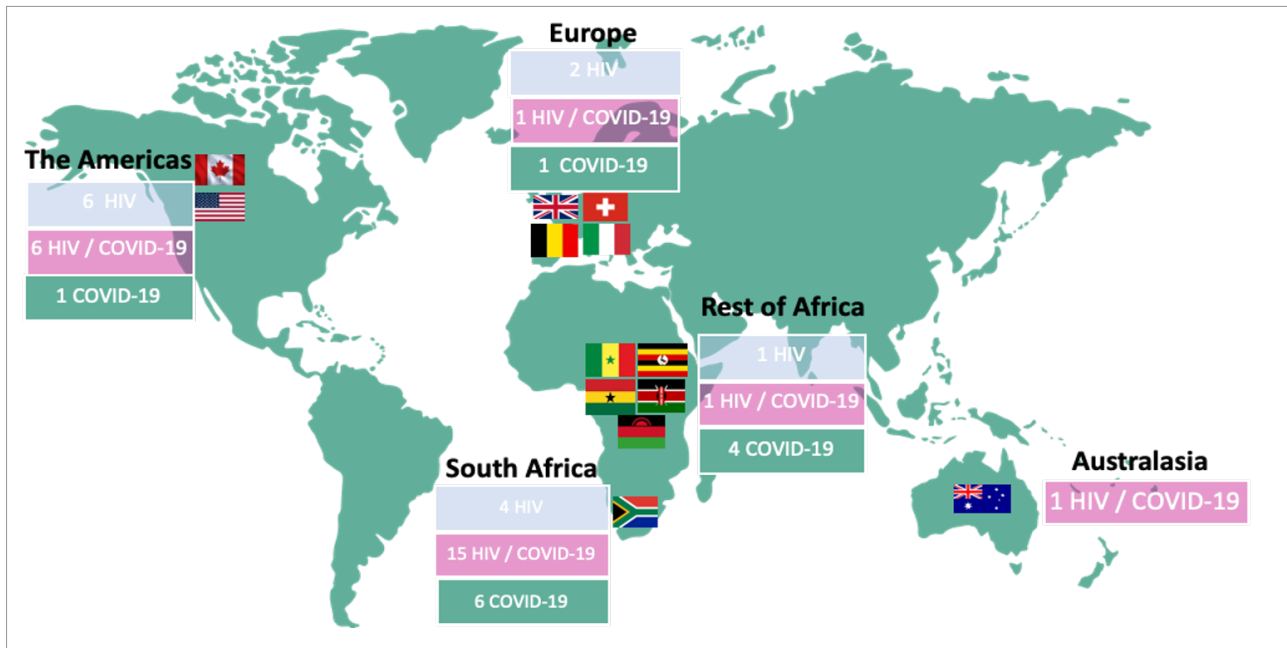 Europe
2 HIV
1 HIV / COVID-19
1 COVID-19
The Americas
6 HIV
6 HIV / COVID-19
1 COVID-19
Rest of Africa
1 HIV
1 HIV / COVID-19
4 COVID-19
South Africa
4 HIV
15 HIV / COVID-19
6 COVID-19
Australasia
1 HIV / COVID-19